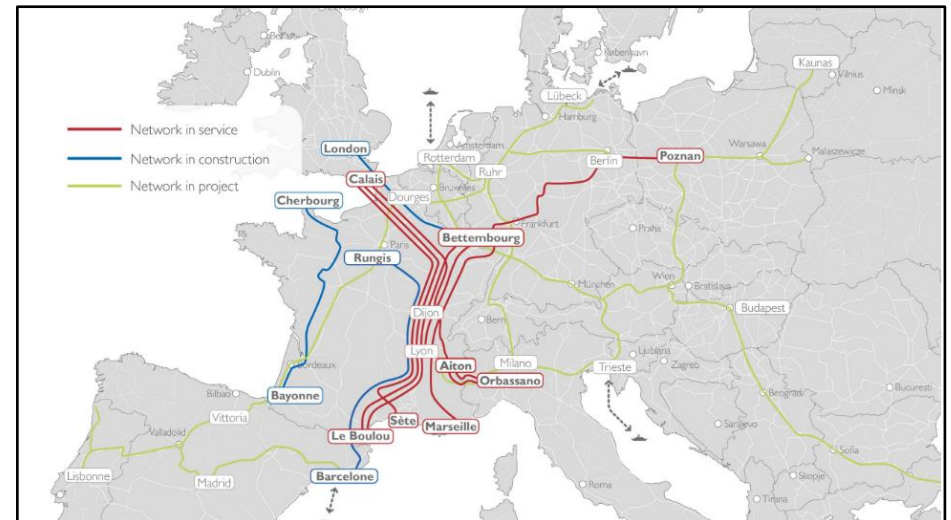 Dublin
København
Kaunas
Vilnius
Minsk
Lübeck
Hamburg
Network in service
Network in construction
Network in project
London
Amsterdam
Rotterdam
Ruhr
Berlin
Poznan
Warsawa
Malaszewicze
Calais
Dourges
Bruxelles
Cherbourg
Bettembourg
Frankfurt
Praha
Paris
Rungis
München
Wien
Bratislava
Budapest
Dijon
Bern
Lyon
Milano
Trieste
Ljubljana
Zagreb
Aiton
Orbassano
Bordeaux
Bayonne
Bilbao
Vittoria
Sète
Marseille
Le Boulou
Beograd
Bucuresti
Sarajevo
Valladolid
Lisbonne
Madrid
Barcelone
Sofia
Skopje
Roma
Tirana